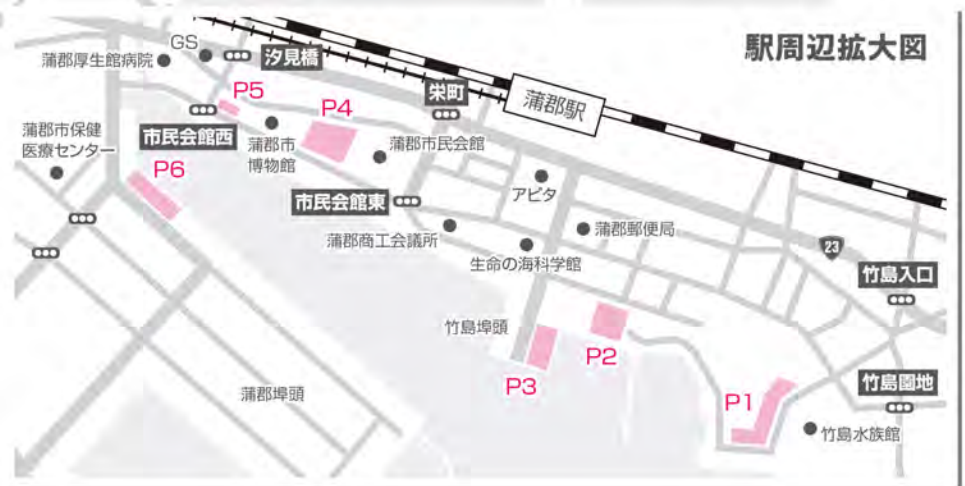 駅周辺拡大図
GS
汐見橋
蒲郡厚生館病院
P5
P4
栄町
蒲郡駅
蒲郡市保健
医療センター
市民会館西
蒲郡市
博物館
蒲郡市民会館
P6
市民会館東
アピタ
蒲郡商工会議所
蒲郡郵便局
生命の海科学館
23
竹島入口
竹島埠頭
P2
P3
蒲郡埠頭
P1
竹島園地
竹島水族館